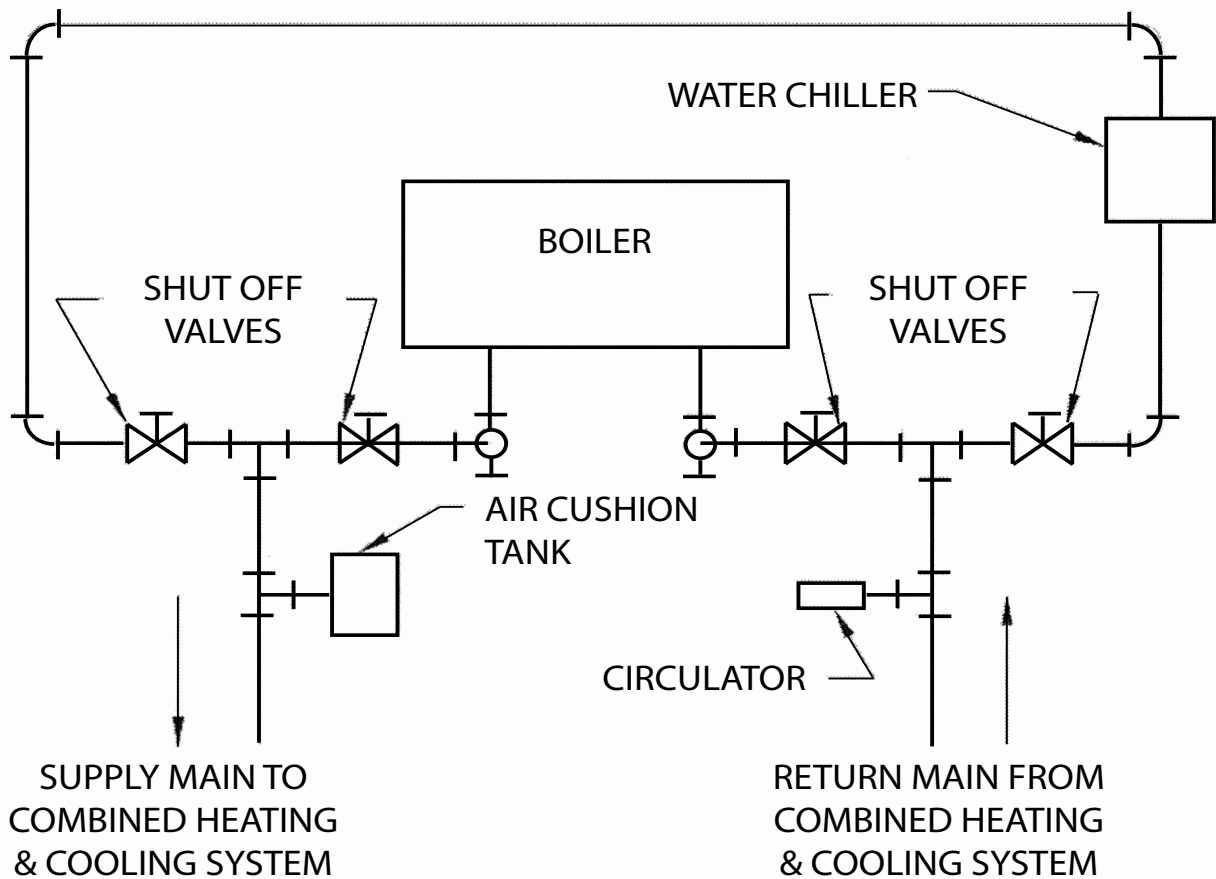 WATER CHILLER
BOILER
SHUT OFF
VALVES
SHUT OFF
VALVES
AIR CUSHION
TANK
CIRCULATOR
SUPPLY MAIN TO
COMBINED HEATING
& COOLING SYSTEM
RETURN MAIN FROM
COMBINED HEATING
& COOLING SYSTEM